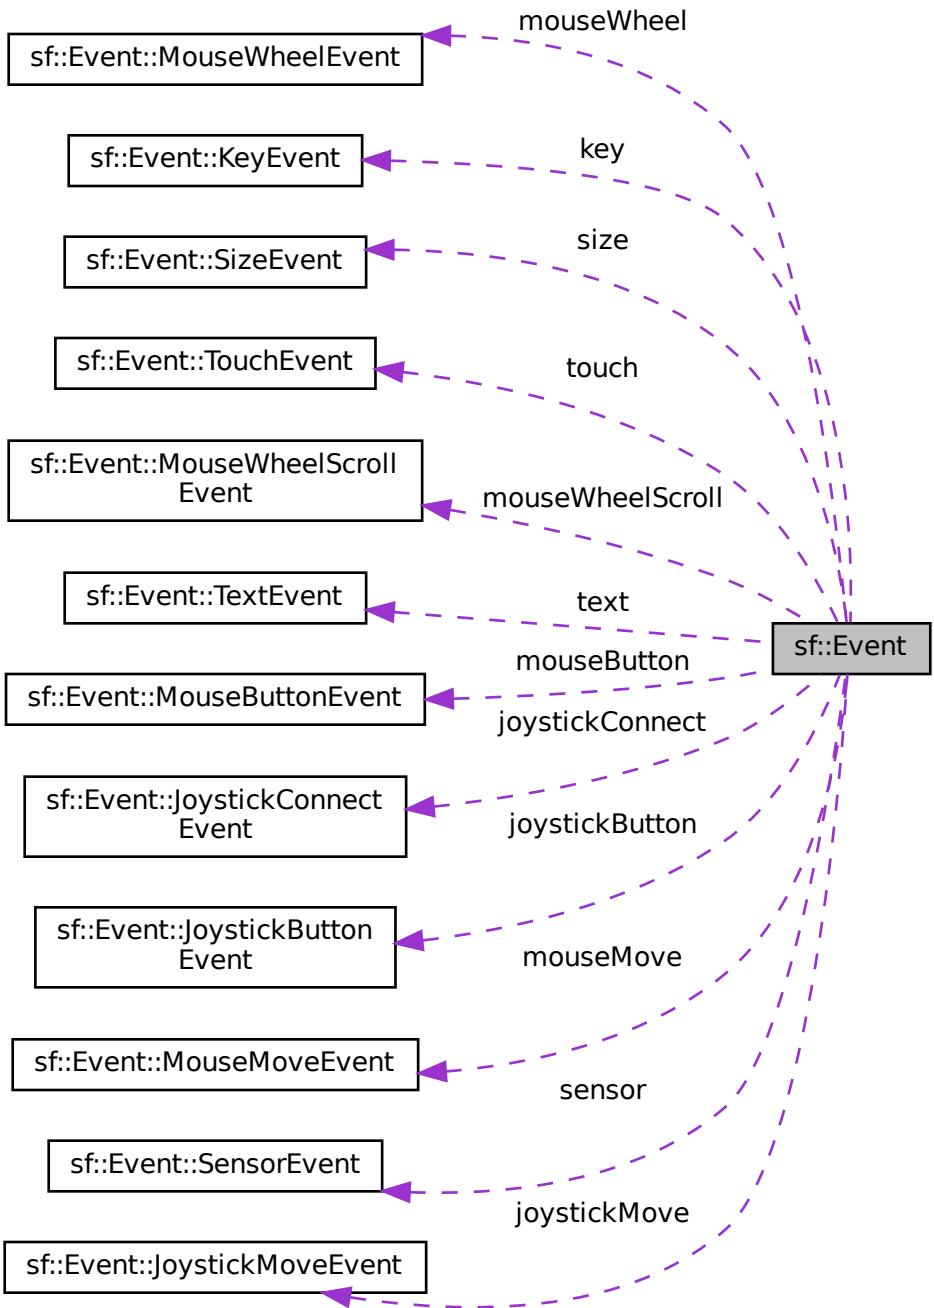 mouseWheel
sf::Event::MouseWheelEvent
key
sf::Event::KeyEvent
size
sf::Event::SizeEvent
touch
sf::Event::TouchEvent
sf::Event::MouseWheelScroll
Event
mouseWheelScroll
text
sf::Event::TextEvent
sf::Event
mouseButton
sf::Event::MouseButtonEvent
joystickConnect
sf::Event::JoystickConnect
Event
joystickButton
sf::Event::JoystickButton
Event
mouseMove
sf::Event::MouseMoveEvent
sensor
sf::Event::SensorEvent
joystickMove
sf::Event::JoystickMoveEvent